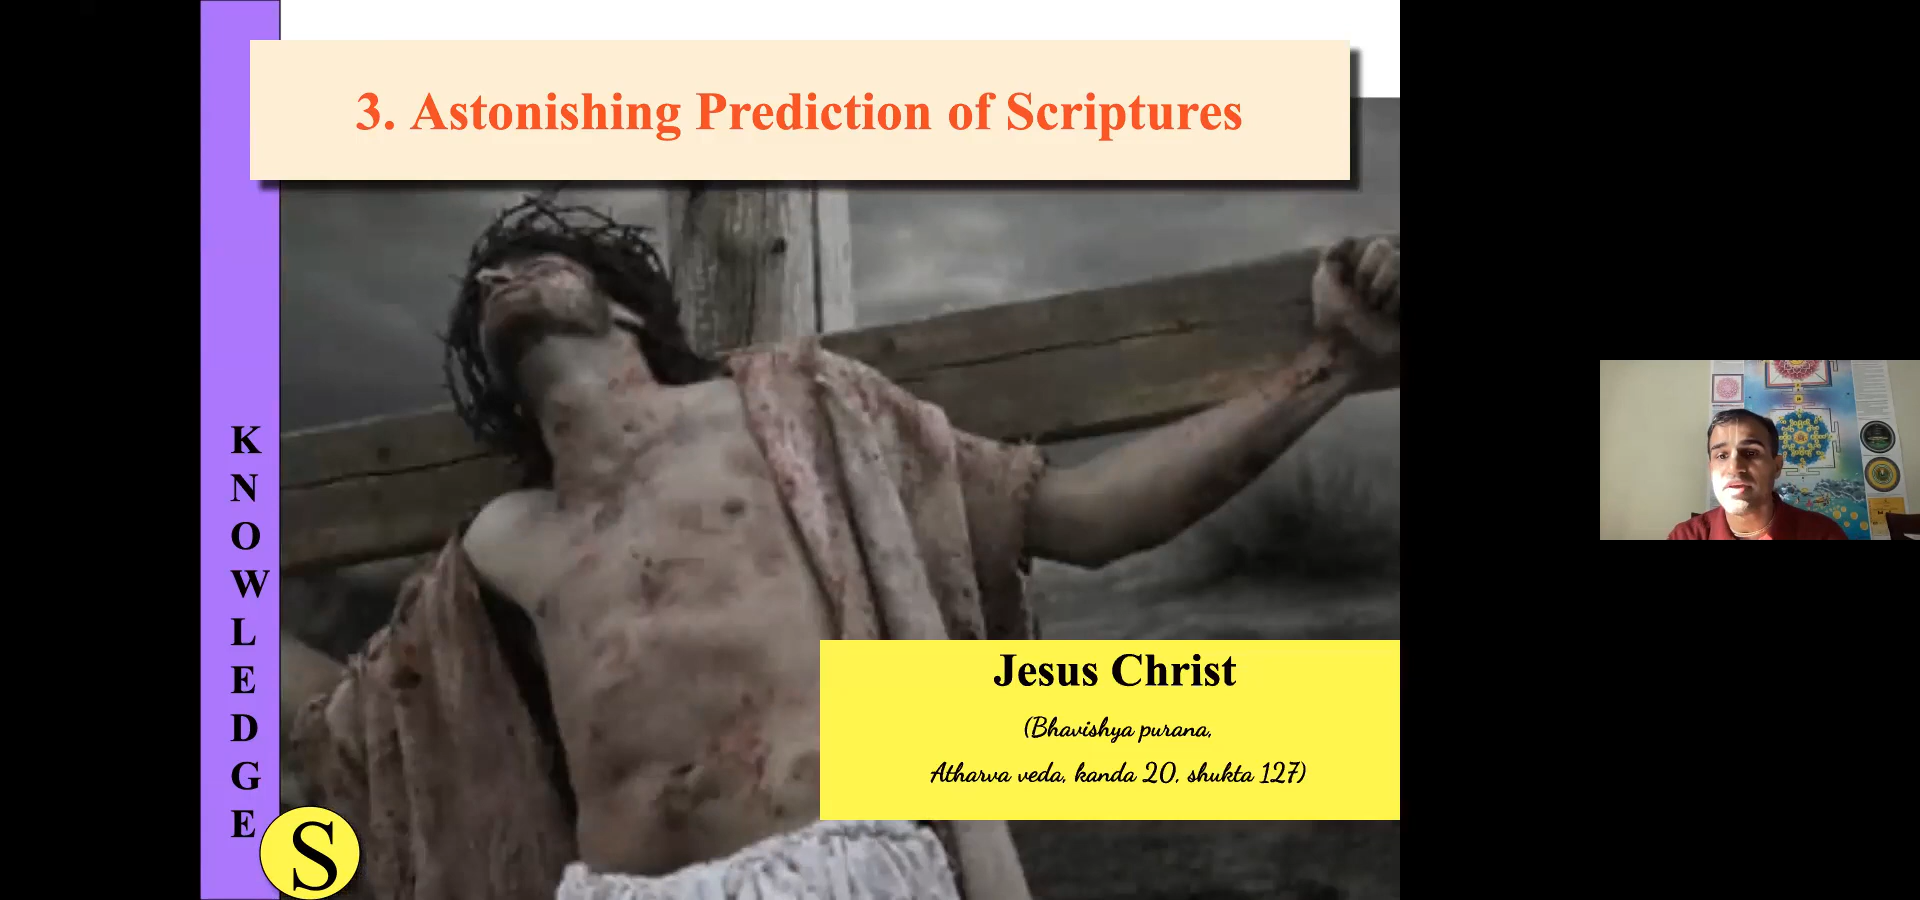 3. Astonishing Prediction of Scriptures
KNOWLEDGE
S
Jesus Christ
(Bhavishya purana,
Atharva veda, kanda 20, shukta 127)